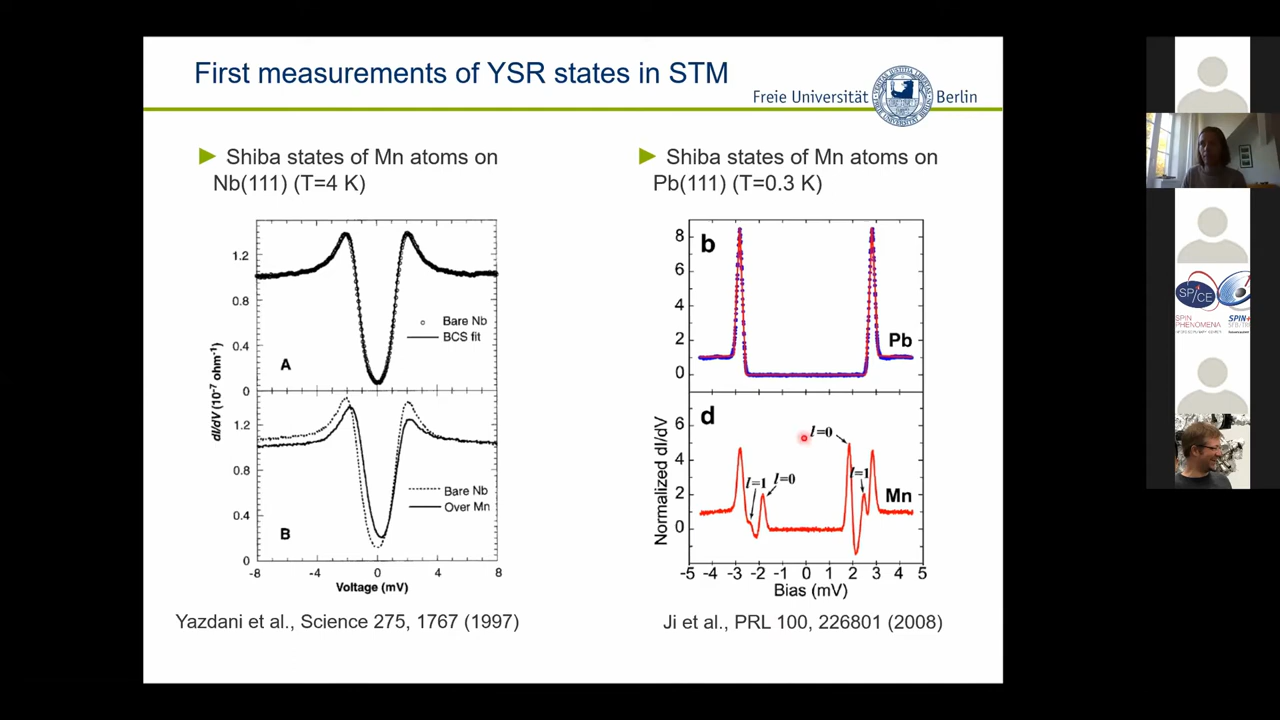 First measurements of YSR states in STM
Freie Universität Berlin
Shiba states of Mn atoms on
Nb(111) (T=4 K)
1.2
0.8
0.4
0
Bare Nb
BCS fit
A
dI/dV (10⁻⁷ ohm⁻¹)
1.2
0.8
0.4
0
Bare Nb
Over Mn
B
-8 -4 0 4 8
Voltage (mV)
Yazdani et al., Science 275, 1767 (1997)
Shiba states of Mn atoms on
Pb(111) (T=0.3 K)
b
8
6
4
2
0
Pb
d
Normalized dI/dV
6
4
2
0
l=0
l=1
l=1
l=0
Mn
-5 -4 -3 -2 -1 0 1 2 3 4 5
Bias (mV)
Ji et al., PRL 100, 226801 (2008)
SPICE
SPIN
PHENOMENA
SPIN+